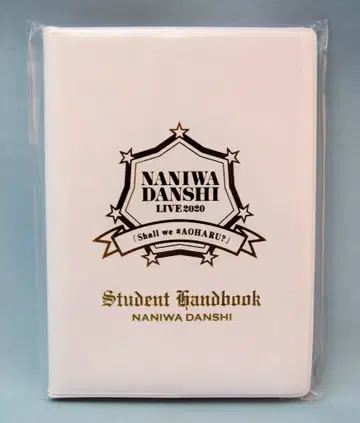 NANIWA
DANSHI
LIVE 2020
「Shall we #AOHARU?」
Student Handbook
NANIWA DANSHI